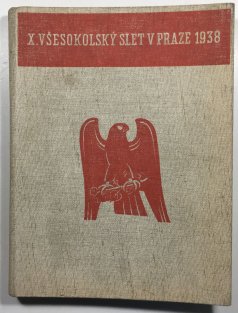 X. VŠESOKOLSKÝ SLET V PRAZE 1938